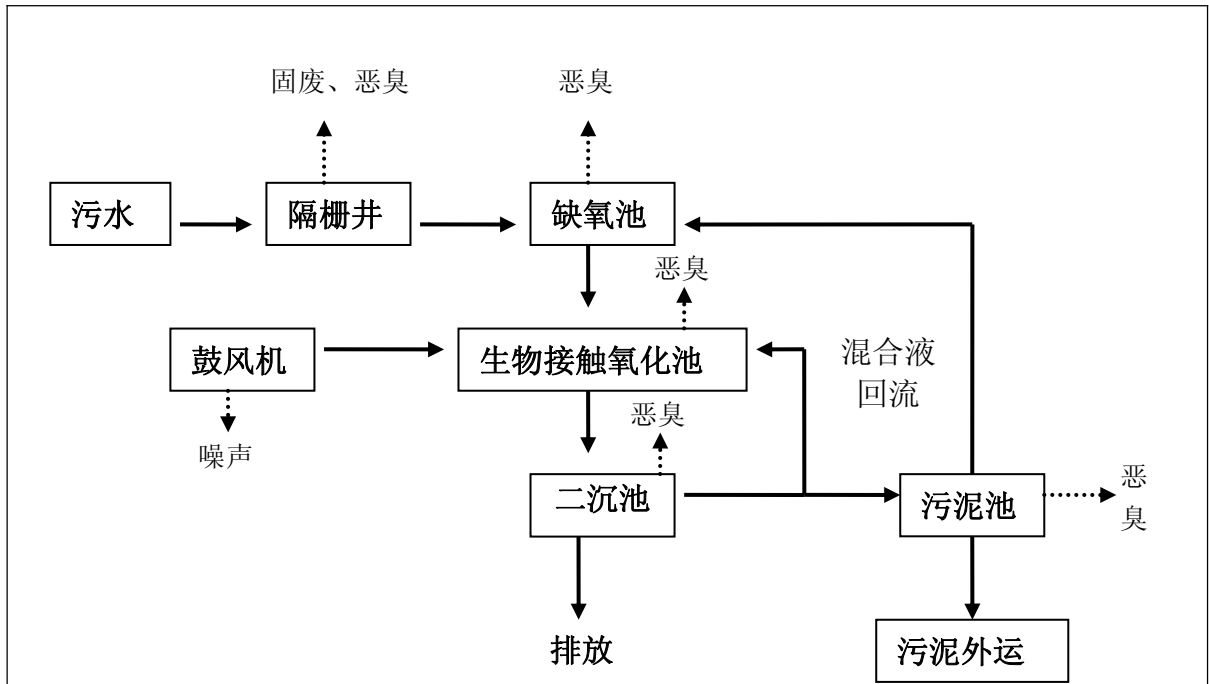 固废、恶臭
恶臭
污水
隔栅井
缺氧池
恶臭
鼓风机
生物接触氧化池
混合液
回流
噪声
恶臭
二沉池
污泥池
恶
臭
排放
污泥外运